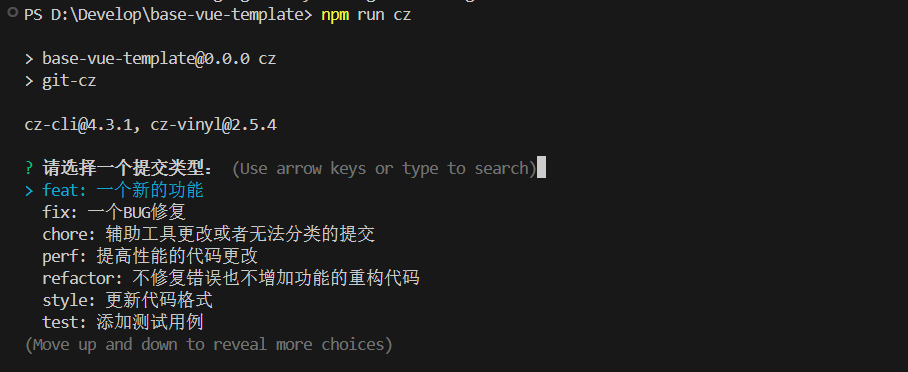 PS D:\Develop\base-vue-template> npm run cz
> base-vue-template@0.0.0 cz
> git-cz
cz-cli@4.3.1, cz-vinyl@2.5.4
? 请选择一个提交类型： (Use arrow keys or type to search)
> feat: 一个新的功能
fix: 一个BUG修复
chore: 辅助工具更改或者无法分类的提交
perf: 提高性能的代码更改
refactor: 不修复错误也不增加功能的重构代码
style: 更新代码格式
test: 添加测试用例
(Move up and down to reveal more choices)